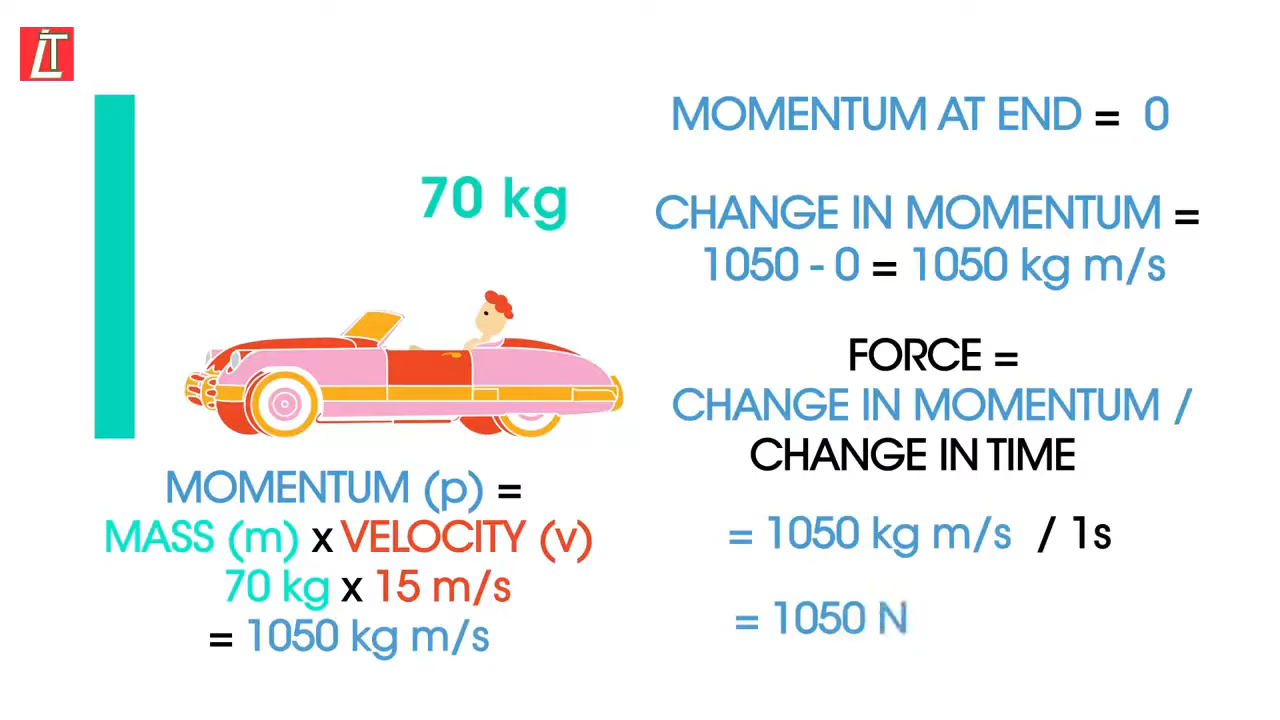 LT
70 kg
MOMENTUM (p) =
MASS (m) x VELOCITY (v)
70 kg x 15 m/s
= 1050 kg m/s
MOMENTUM AT END = 0
CHANGE IN MOMENTUM =
1050 - 0 = 1050 kg m/s
FORCE =
CHANGE IN MOMENTUM /
CHANGE IN TIME
= 1050 kg m/s / 1s
= 1050 N